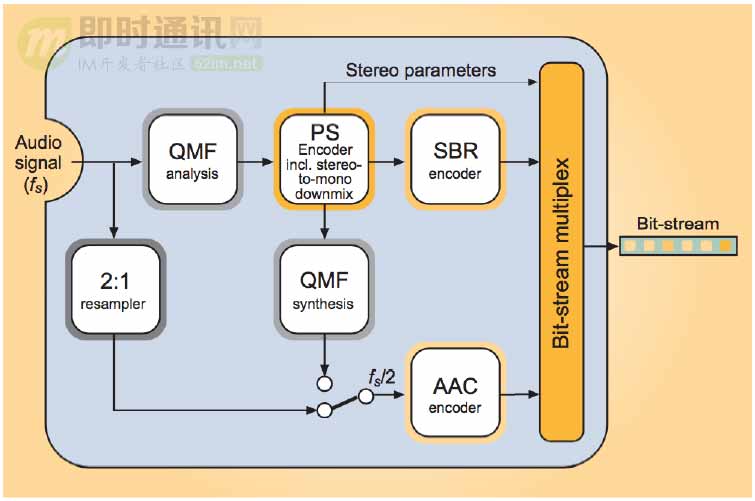 m 即时通讯网
IM开发者社区 52im.net
Stereo parameters
Audio
signal
(fs)
QMF
analysis
PS
Encoder
incl. stereo-
to-mono
downmix
SBR
encoder
Bit-stream multiplex
Bit-stream
2:1
resampler
QMF
synthesis
fs/2
AAC
encoder